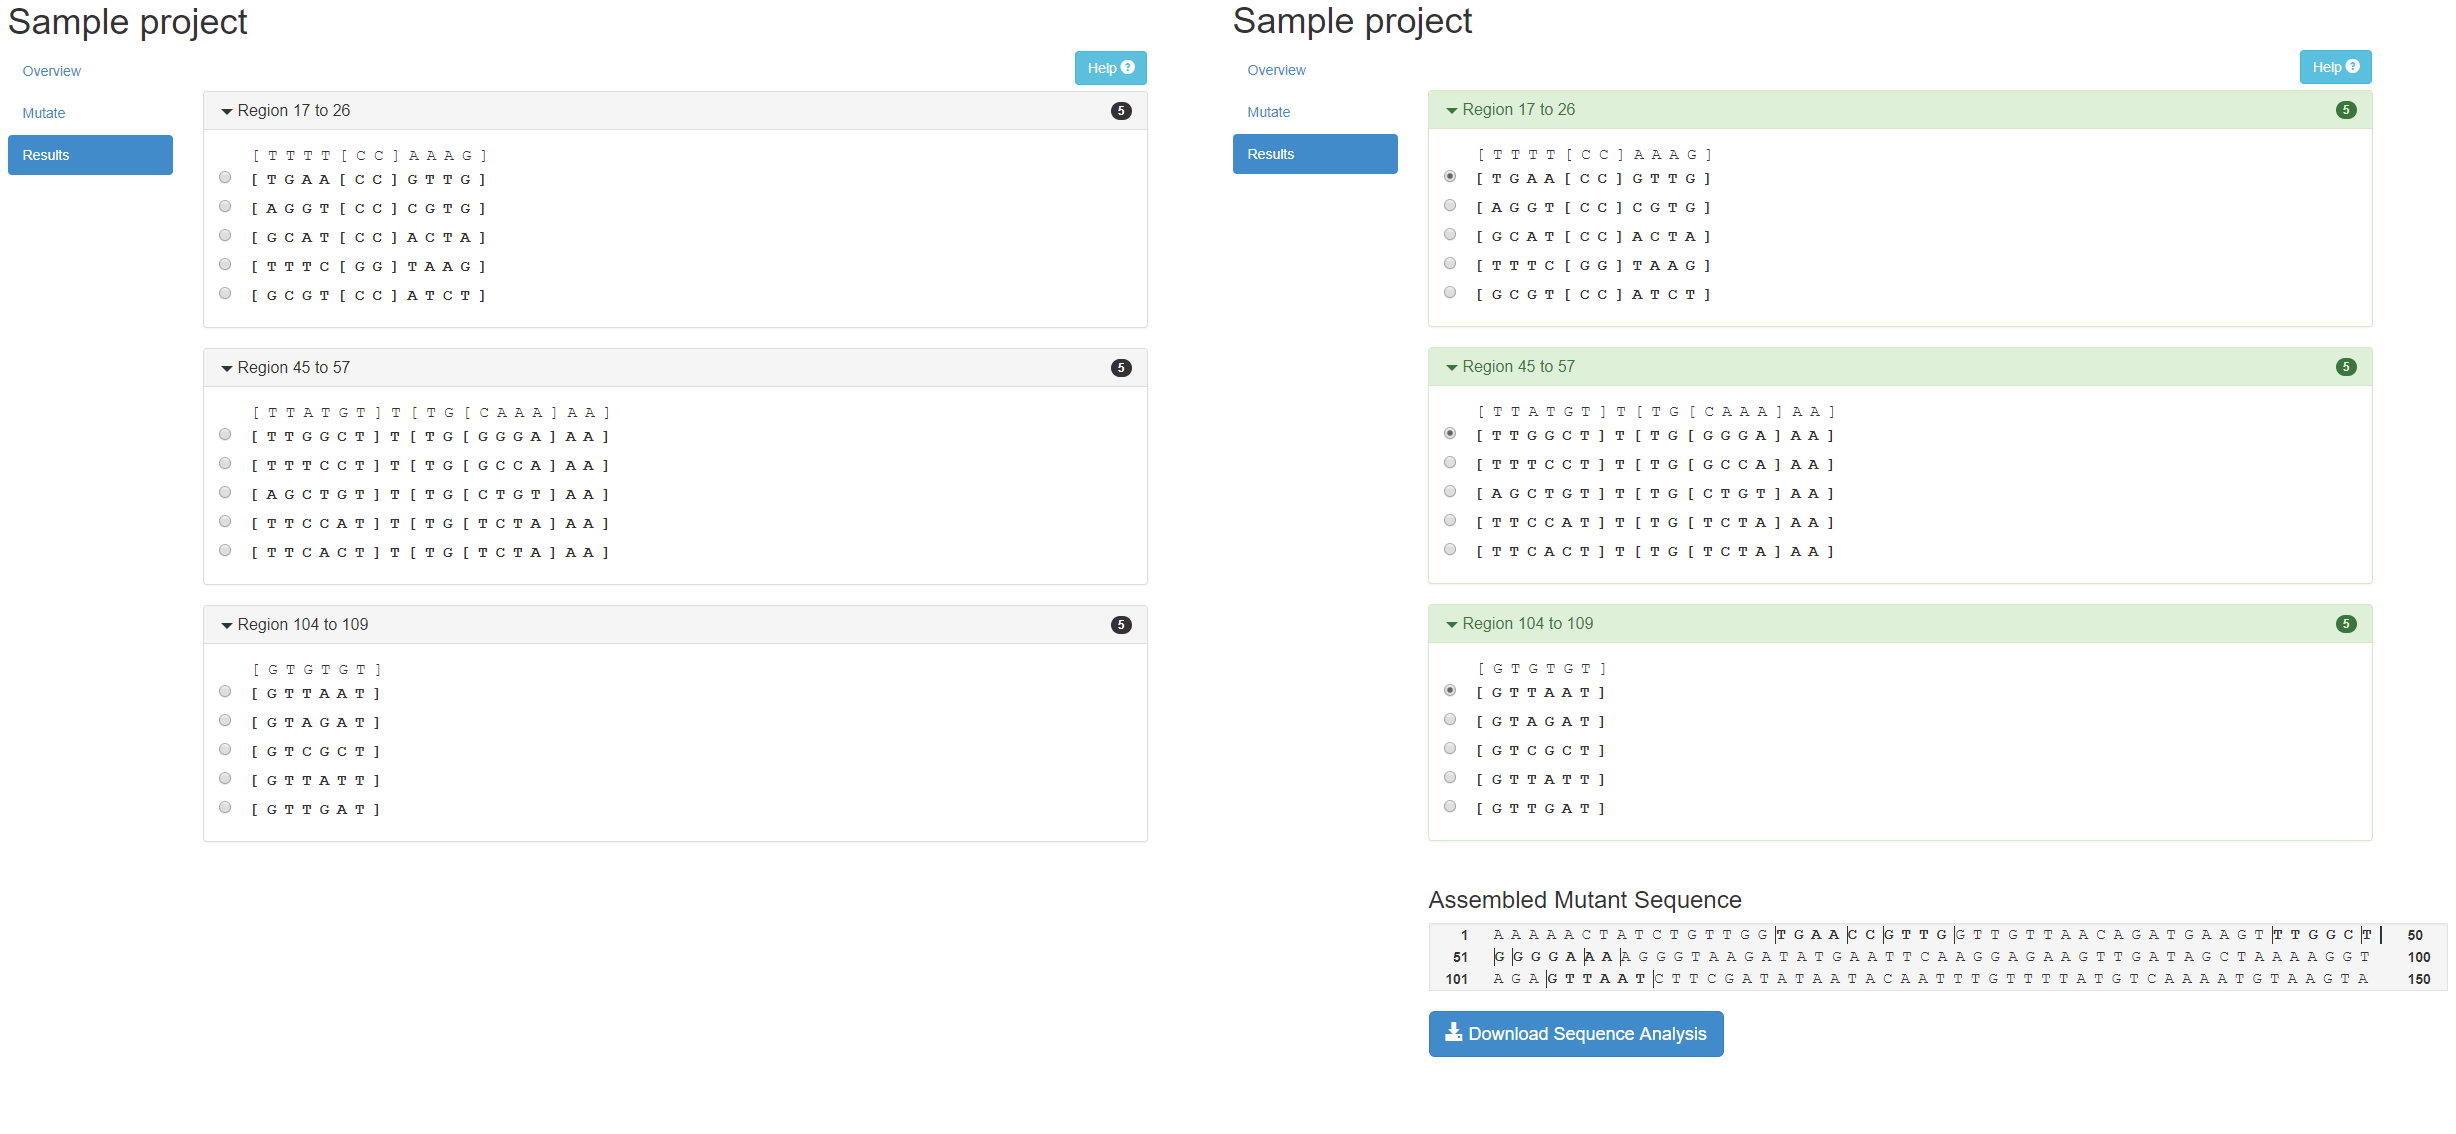 Sample project
Help
Overview
Mutate
Results
Region 17 to 26 5
[ T T T T [ C C ] A A A G ]
[ T G A A [ C C ] G T T G ]
[ A G G T [ C C ] C G T G ]
[ G C A T [ C C ] A C T A ]
[ T T T C [ G G ] T A A G ]
[ G C G T [ C C ] A T C T ]
Region 45 to 57 5
[ T T A T G T ] T [ T G [ C A A A ] A A ]
[ T T G G C T ] T [ T G [ G G G A ] A A ]
[ T T T C C T ] T [ T G [ G C C A ] A A ]
[ A G C T G T ] T [ T G [ C T G T ] A A ]
[ T T C C A T ] T [ T G [ T C T A ] A A ]
[ T T C A C T ] T [ T G [ T C T A ] A A ]
Region 104 to 109 5
[ G T G T G T ]
[ G T T A A T ]
[ G T A G A T ]
[ G T C G C T ]
[ G T T A T T ]
[ G T T G A T ]
Sample project
Help
Overview
Mutate
Results
Region 17 to 26 5
[ T T T T [ C C ] A A A G ]
[ T G A A [ C C ] G T T G ]
[ A G G T [ C C ] C G T G ]
[ G C A T [ C C ] A C T A ]
[ T T T C [ G G ] T A A G ]
[ G C G T [ C C ] A T C T ]
Region 45 to 57 5
[ T T A T G T ] T [ T G [ C A A A ] A A ]
[ T T G G C T ] T [ T G [ G G G A ] A A ]
[ T T T C C T ] T [ T G [ G C C A ] A A ]
[ A G C T G T ] T [ T G [ C T G T ] A A ]
[ T T C C A T ] T [ T G [ T C T A ] A A ]
[ T T C A C T ] T [ T G [ T C T A ] A A ]
Region 104 to 109 5
[ G T G T G T ]
[ G T T A A T ]
[ G T A G A T ]
[ G T C G C T ]
[ G T T A T T ]
[ G T T G A T ]
Assembled Mutant Sequence
1 A A A A A C T A T C T G T T G G T G A A C C G T T G G T T G T T A A C A G A T G A A G T T T G G C T 50
51 G G G G A A A A G G G T A A G A T A T G A A T T C A A G G A G A A G T T G A T A G C T A A A A G G T 100
101 A G A G T T A A T C T T C G A T A T A A T A C A A T T T G T T T T A T G T C A A A A T G T A A G T A 150
Download Sequence Analysis